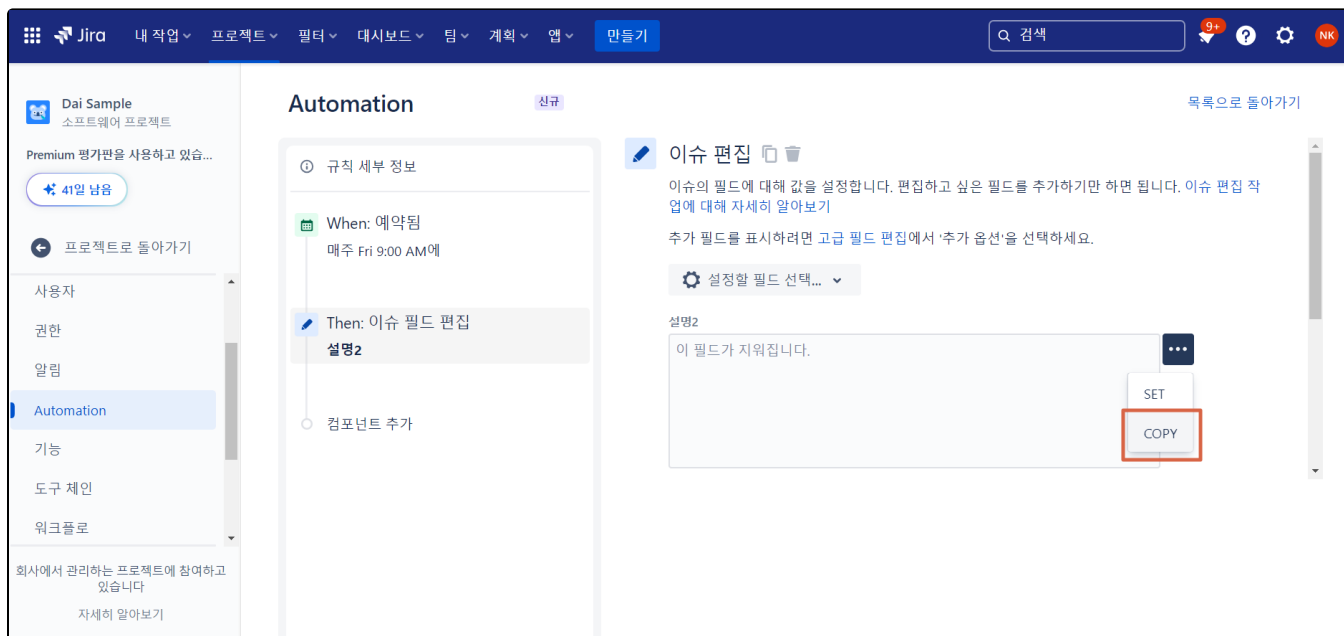 Jira 내 작업 프로젝트 필터 대시보드 팀 계획 앱 만들기 검색 9+ ? NK
Dai Sample
소프트웨어 프로젝트
Premium 평가판을 사용하고 있습...
41일 남음
프로젝트로 돌아가기
사용자
권한
알림
Automation
기능
도구 체인
워크플로
회사에서 관리하는 프로젝트에 참여하고
있습니다
자세히 알아보기
Automation 신규 목록으로 돌아가기
규칙 세부 정보
When: 예약됨
매주 Fri 9:00 AM에
Then: 이슈 필드 편집
설명2
컴포넌트 추가
이슈 편집
이슈의 필드에 대해 값을 설정합니다. 편집하고 싶은 필드를 추가하기만 하면 됩니다. 이슈 편집 작
업에 대해 자세히 알아보기
추가 필드를 표시하려면 고급 필드 편집에서 '추가 옵션'을 선택하세요.
설정할 필드 선택...
설명2
이 필드가 지워집니다.
SET
COPY